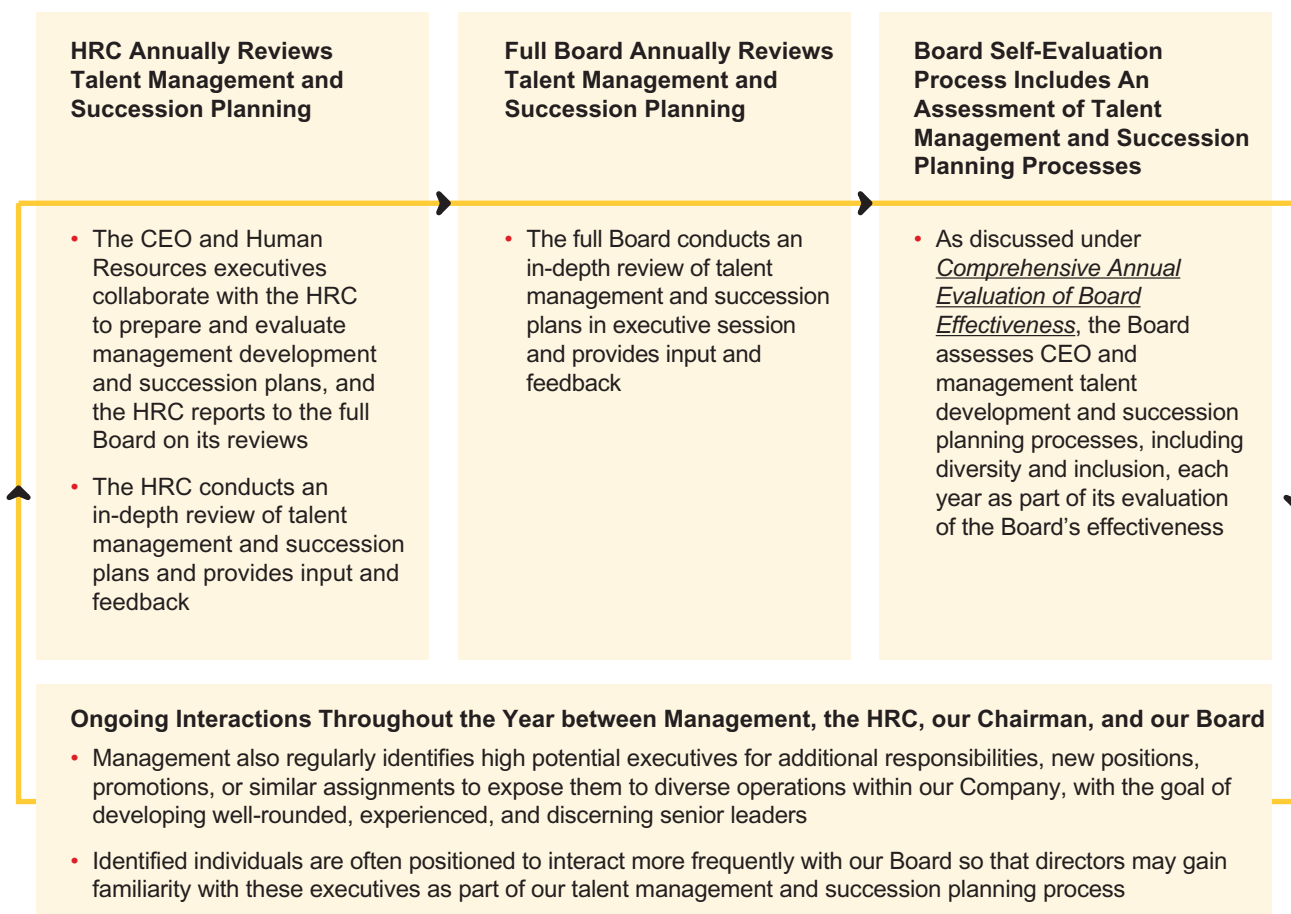 HRC Annually Reviews
Talent Management and
Succession Planning
• The CEO and Human
Resources executives
collaborate with the HRC
to prepare and evaluate
management development
and succession plans, and
the HRC reports to the full
Board on its reviews
• The HRC conducts an
in-depth review of talent
management and succession
plans and provides input and
feedback
Full Board Annually Reviews
Talent Management and
Succession Planning
• The full Board conducts an
in-depth review of talent
management and succession
plans in executive session
and provides input and
feedback
Board Self-Evaluation
Process Includes An
Assessment of Talent
Management and Succession
Planning Processes
• As discussed under
Comprehensive Annual
Evaluation of Board
Effectiveness, the Board
assesses CEO and
management talent
development and succession
planning processes, including
diversity and inclusion, each
year as part of its evaluation
of the Board’s effectiveness
Ongoing Interactions Throughout the Year between Management, the HRC, our Chairman, and our Board
• Management also regularly identifies high potential executives for additional responsibilities, new positions,
promotions, or similar assignments to expose them to diverse operations within our Company, with the goal of
developing well-rounded, experienced, and discerning senior leaders
• Identified individuals are often positioned to interact more frequently with our Board so that directors may gain
familiarity with these executives as part of our talent management and succession planning process